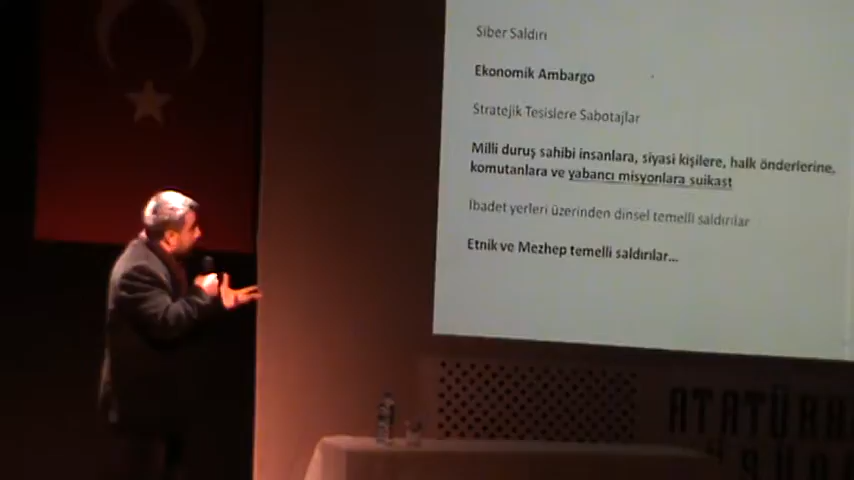 Siber Saldırı
Ekonomik Ambargo
Stratejik Tesislere Sabotajlar
Milli duruş sahibi insanlara, siyasi kişilere, halk önderlerine,
komutanlara ve yabancı misyonlara suikast
İbadet yerleri üzerinden dinsel temelli saldırılar
Etnik ve Mezhep temelli saldırılar...
ATATÜRK